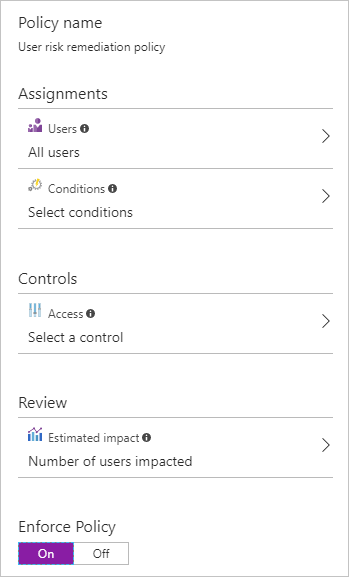 Policy name
User risk remediation policy
Assignments
Users
All users
Conditions
Select conditions
Controls
Access
Select a control
Review
Estimated impact
Number of users impacted
Enforce Policy
On Off